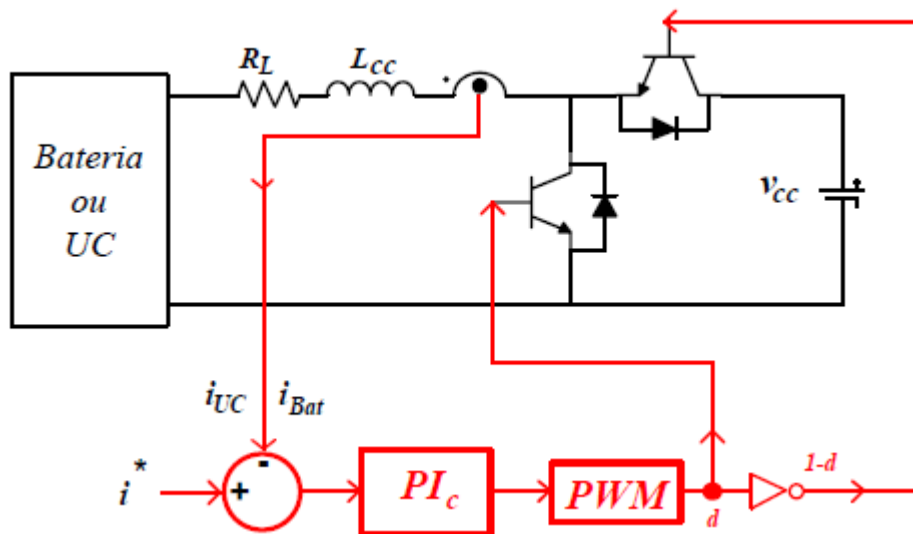 R_L
L_cc
Bateria
ou
UC
v_cc
i_UC
i_Bat
i*
-
+
PI_c
PWM
d
1-d